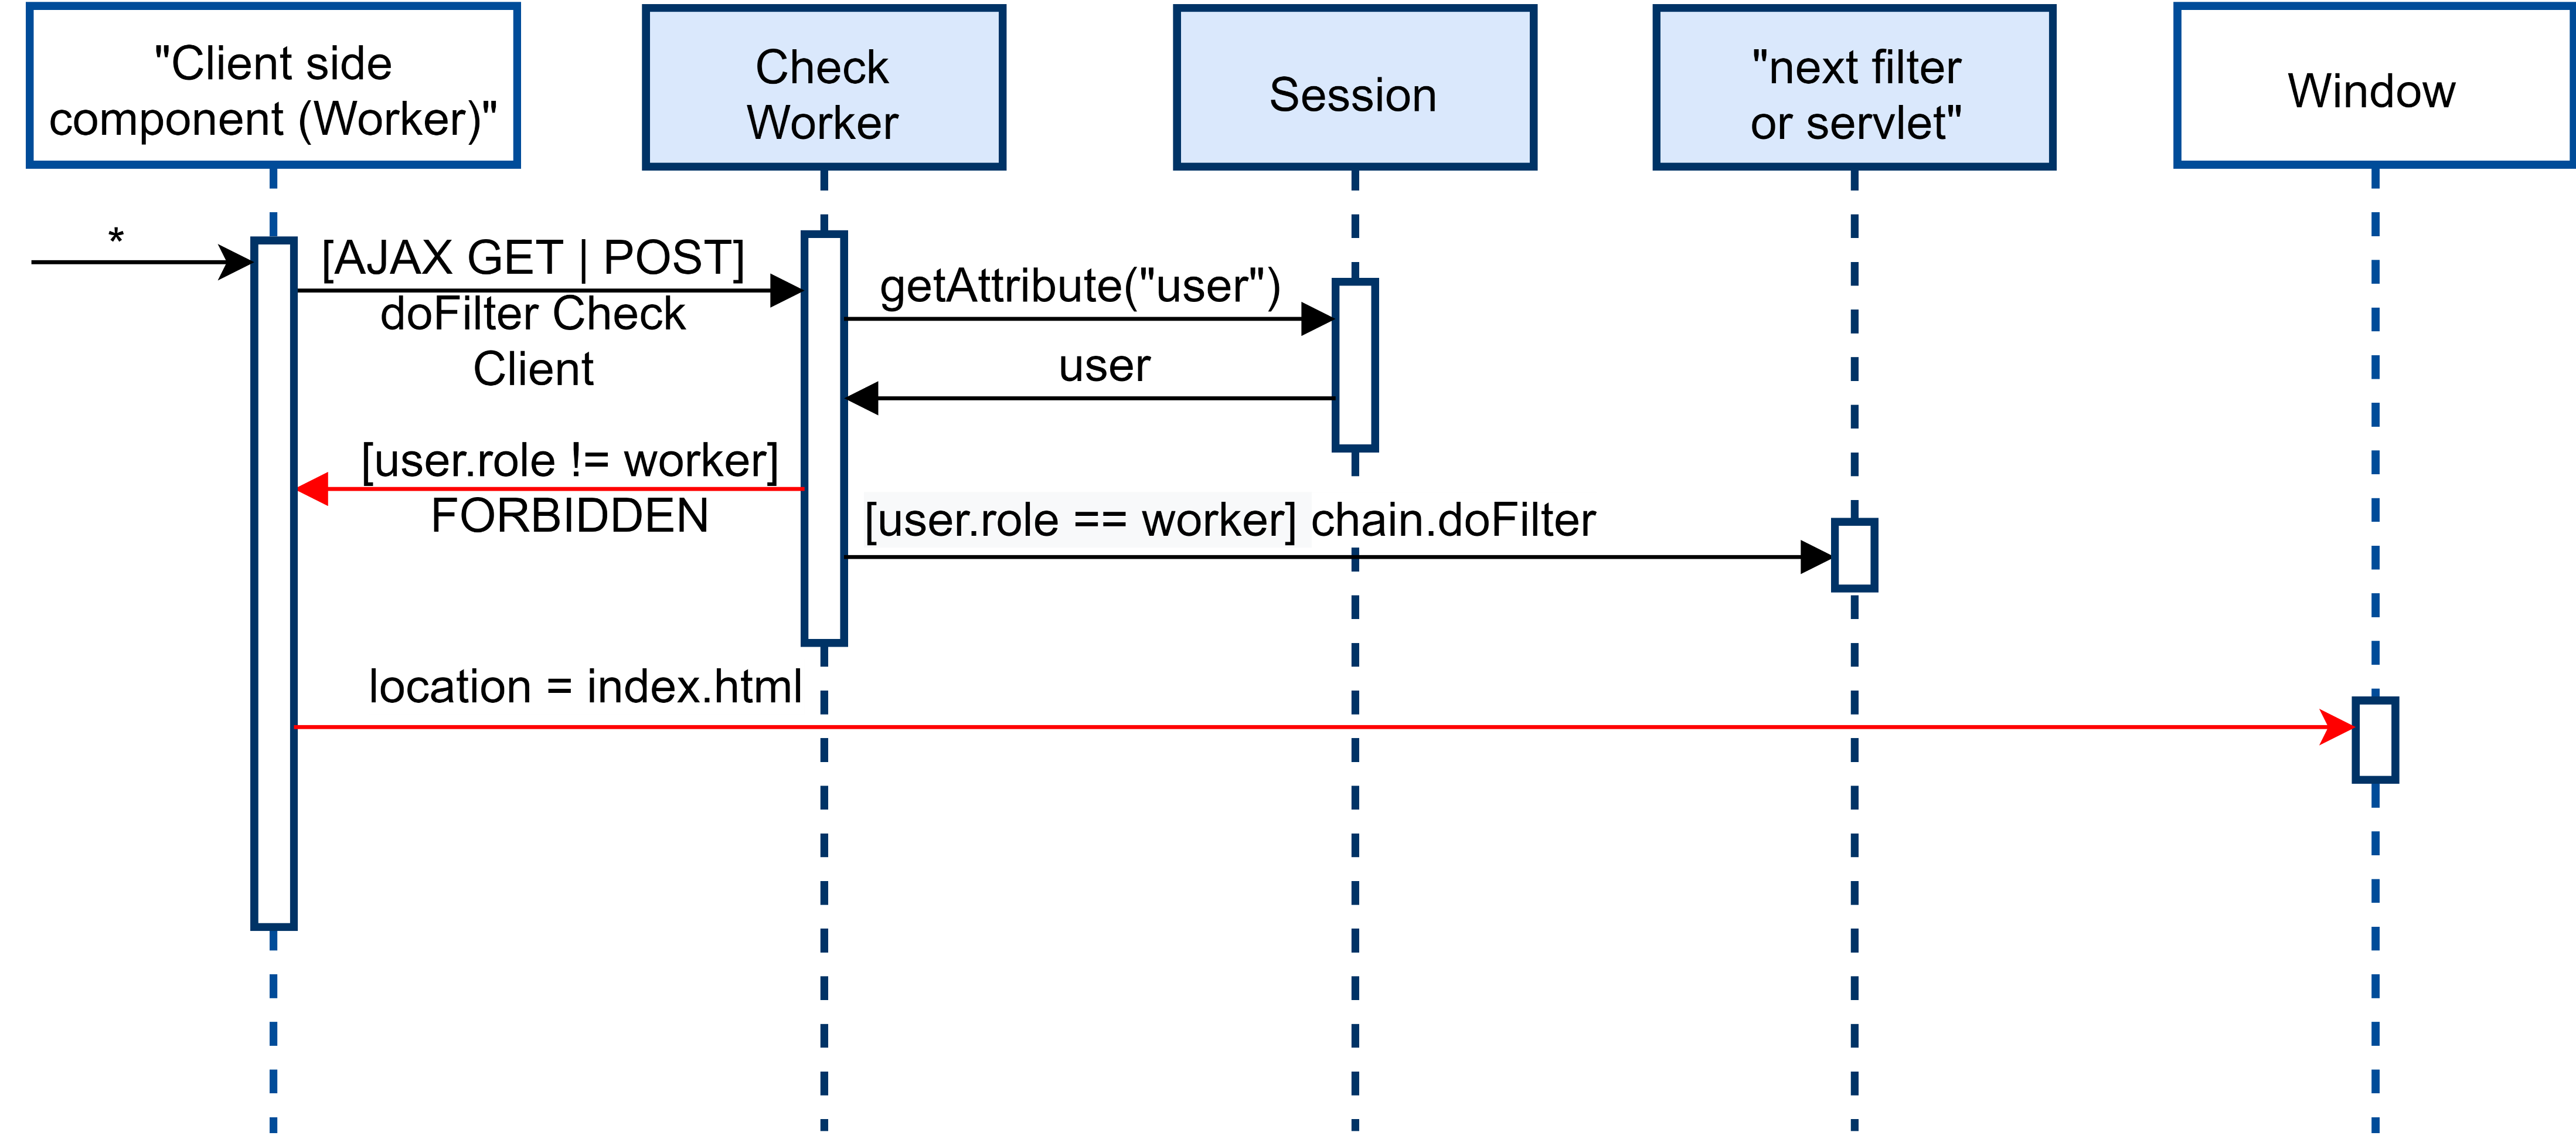 "Client side
component (Worker)"
Check
Worker
Session
"next filter
or servlet"
Window
*
[AJAX GET | POST]
doFilter Check
Client
getAttribute("user")
user
[user.role != worker]
FORBIDDEN
[user.role == worker] chain.doFilter
location = index.html